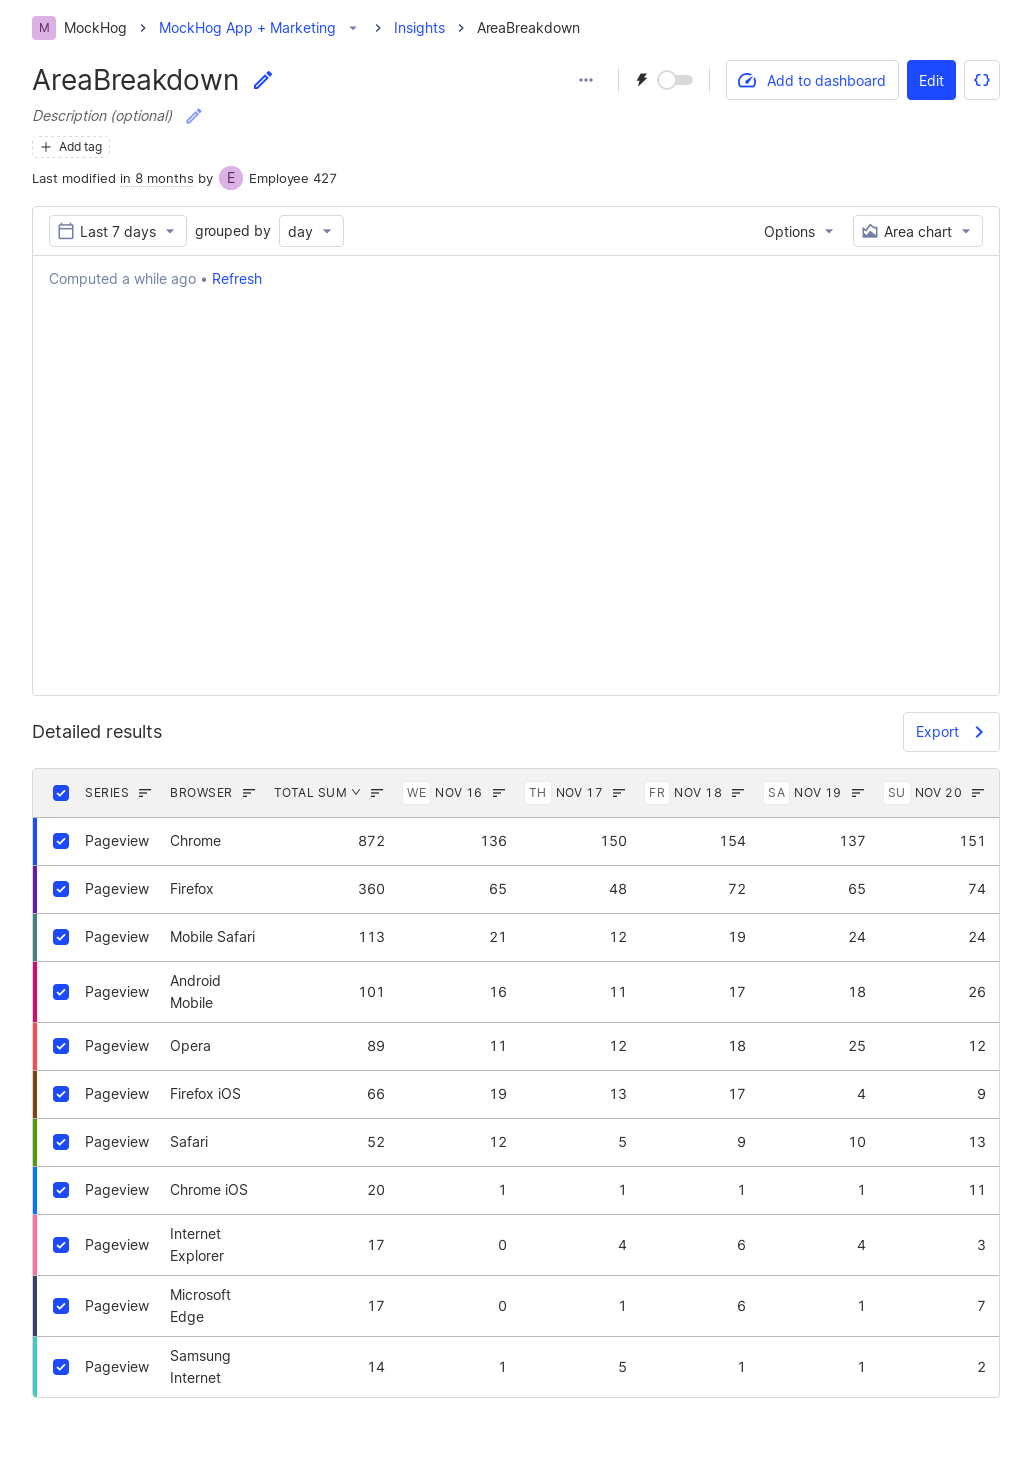 M MockHog MockHog App + Marketing Insights AreaBreakdown
AreaBreakdown
Add to dashboard Edit
Description (optional)
Add tag
Last modified in 8 months by E Employee 427
Last 7 days grouped by day Options Area chart
Computed a while ago • Refresh
Detailed results Export
SERIES BROWSER TOTAL SUM WE NOV 16 TH NOV 17 FR NOV 18 SA NOV 19 SU NOV 20
Pageview Chrome 872 136 150 154 137 151
Pageview Firefox 360 65 48 72 65 74
Pageview Mobile Safari 113 21 12 19 24 24
Pageview Android Mobile 101 16 11 17 18 26
Pageview Opera 89 11 12 18 25 12
Pageview Firefox iOS 66 19 13 17 4 9
Pageview Safari 52 12 5 9 10 13
Pageview Chrome iOS 20 1 1 1 1 11
Pageview Internet Explorer 17 0 4 6 4 3
Pageview Microsoft Edge 17 0 1 6 1 7
Pageview Samsung Internet 14 1 5 1 1 2